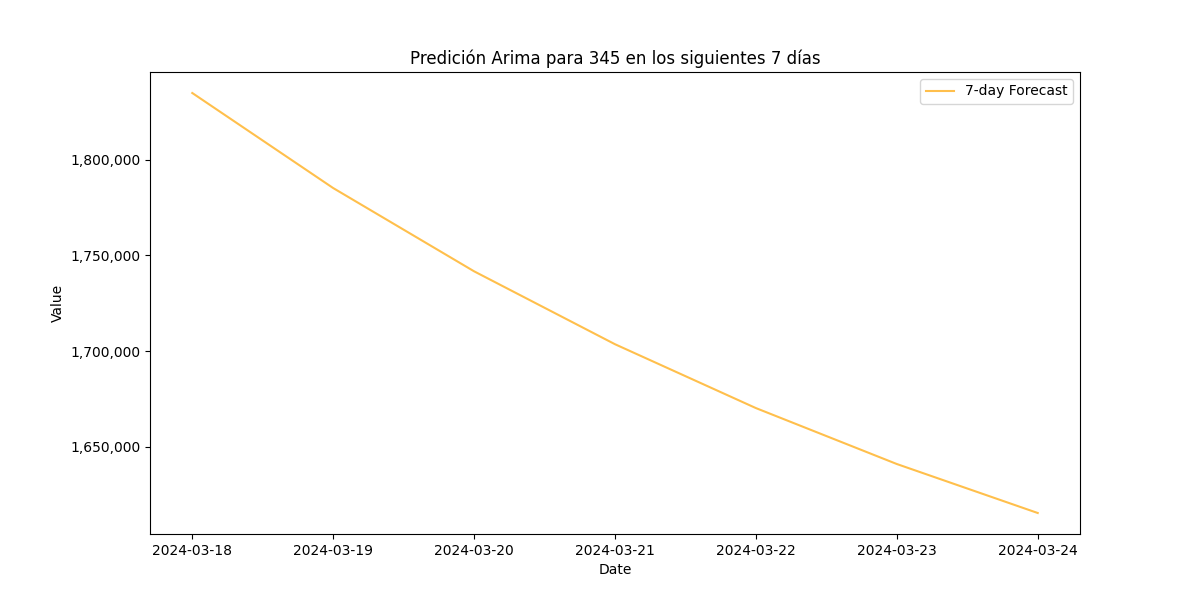 Predición Arima para 345 en los siguientes 7 días
7-day Forecast
Value
1,800,000
1,750,000
1,700,000
1,650,000
2024-03-18
2024-03-19
2024-03-20
2024-03-21
2024-03-22
2024-03-23
2024-03-24
Date